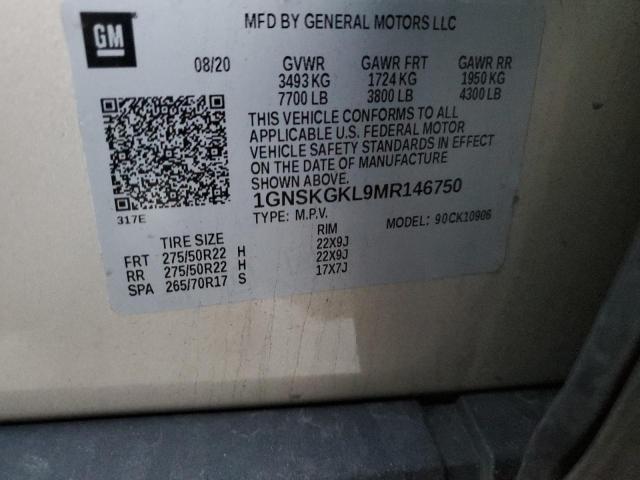 GM
MFD BY GENERAL MOTORS LLC
08/20 GVWR GAWR FRT GAWR RR
3493 KG 1724 KG 1950 KG
7700 LB 3800 LB 4300 LB
THIS VEHICLE CONFORMS TO ALL
APPLICABLE U.S. FEDERAL MOTOR
VEHICLE SAFETY STANDARDS IN EFFECT
ON THE DATE OF MANUFACTURE
SHOWN ABOVE.
1GNSKGKL9MR146750
317E
TYPE: M.P.V. MODEL: 90CK10906
TIRE SIZE RIM
FRT 275/50R22 H 22X9J
RR 275/50R22 H 22X9J
SPA 265/70R17 S 17X7J